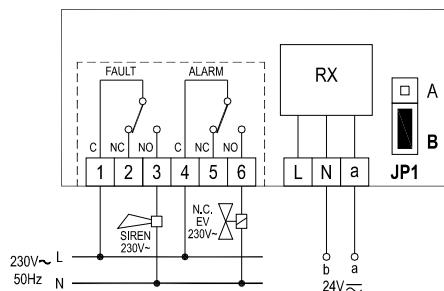 FAULT ALARM
RX
A
B
JP1
C NC NO C NC NO
1 2 3 4 5 6 L N a
SIREN
230V~
N.C.
EV
230V~
230V~ L
50Hz N
b a
24V